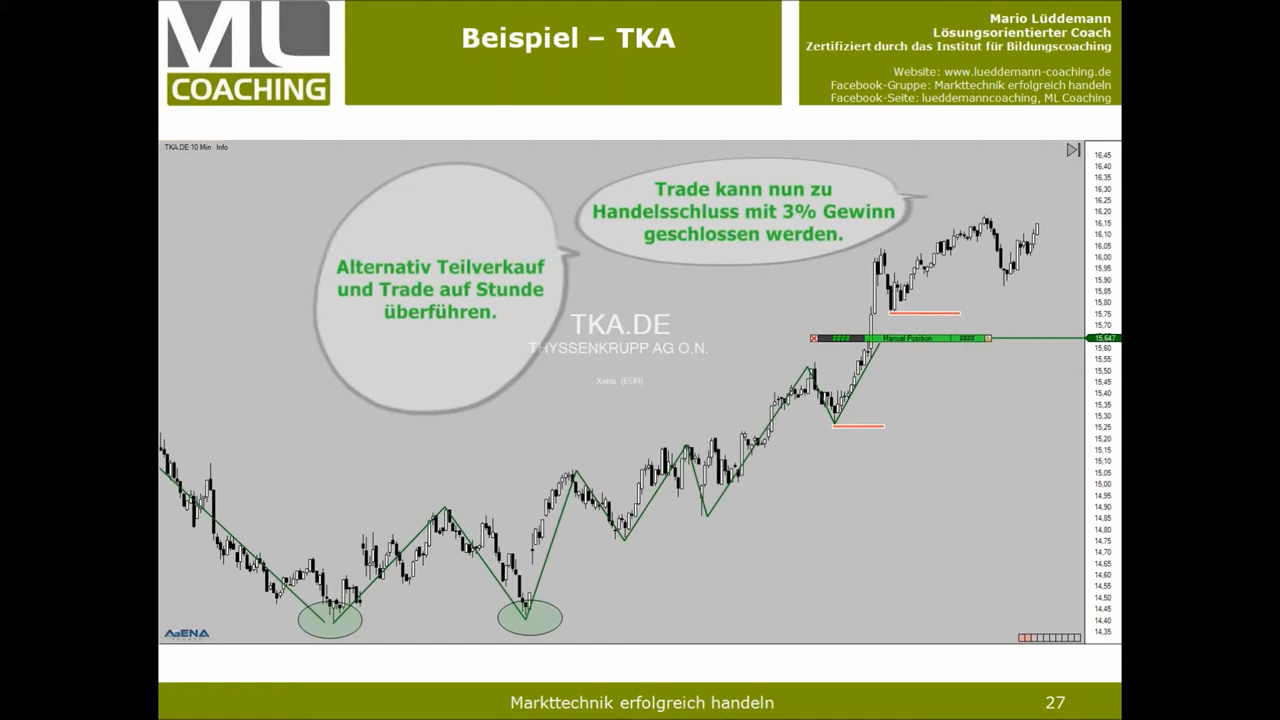 ML
COACHING
Beispiel – TKA
Mario Lüddemann
Lösungsorientierter Coach
Zertifiziert durch das Institut für Bildungscoaching
Website: www.lueddemann-coaching.de
Facebook-Gruppe: Markttechnik erfolgreich handeln
Facebook-Seite: lueddemanncoaching, ML Coaching
TKA.DE 10 Min Info
Trade kann nun zu
Handelsschluss mit 3% Gewinn
geschlossen werden.
Alternativ Teilverkauf
und Trade auf Stunde
überführen.
TKA.DE
THYSSENKRUPP AG O.N.
Xetra (EUR)
#### Manual Position ####
16,45
16,40
16,35
16,30
16,25
16,20
16,15
16,10
16,05
16,00
15,95
15,90
15,85
15,80
15,75
15,70
15,647
15,60
15,55
15,50
15,45
15,40
15,35
15,30
15,25
15,20
15,15
15,10
15,05
15,00
14,95
14,90
14,85
14,80
14,75
14,70
14,65
14,60
14,55
14,50
14,45
14,40
14,35
AGENA
Markttechnik erfolgreich handeln
27